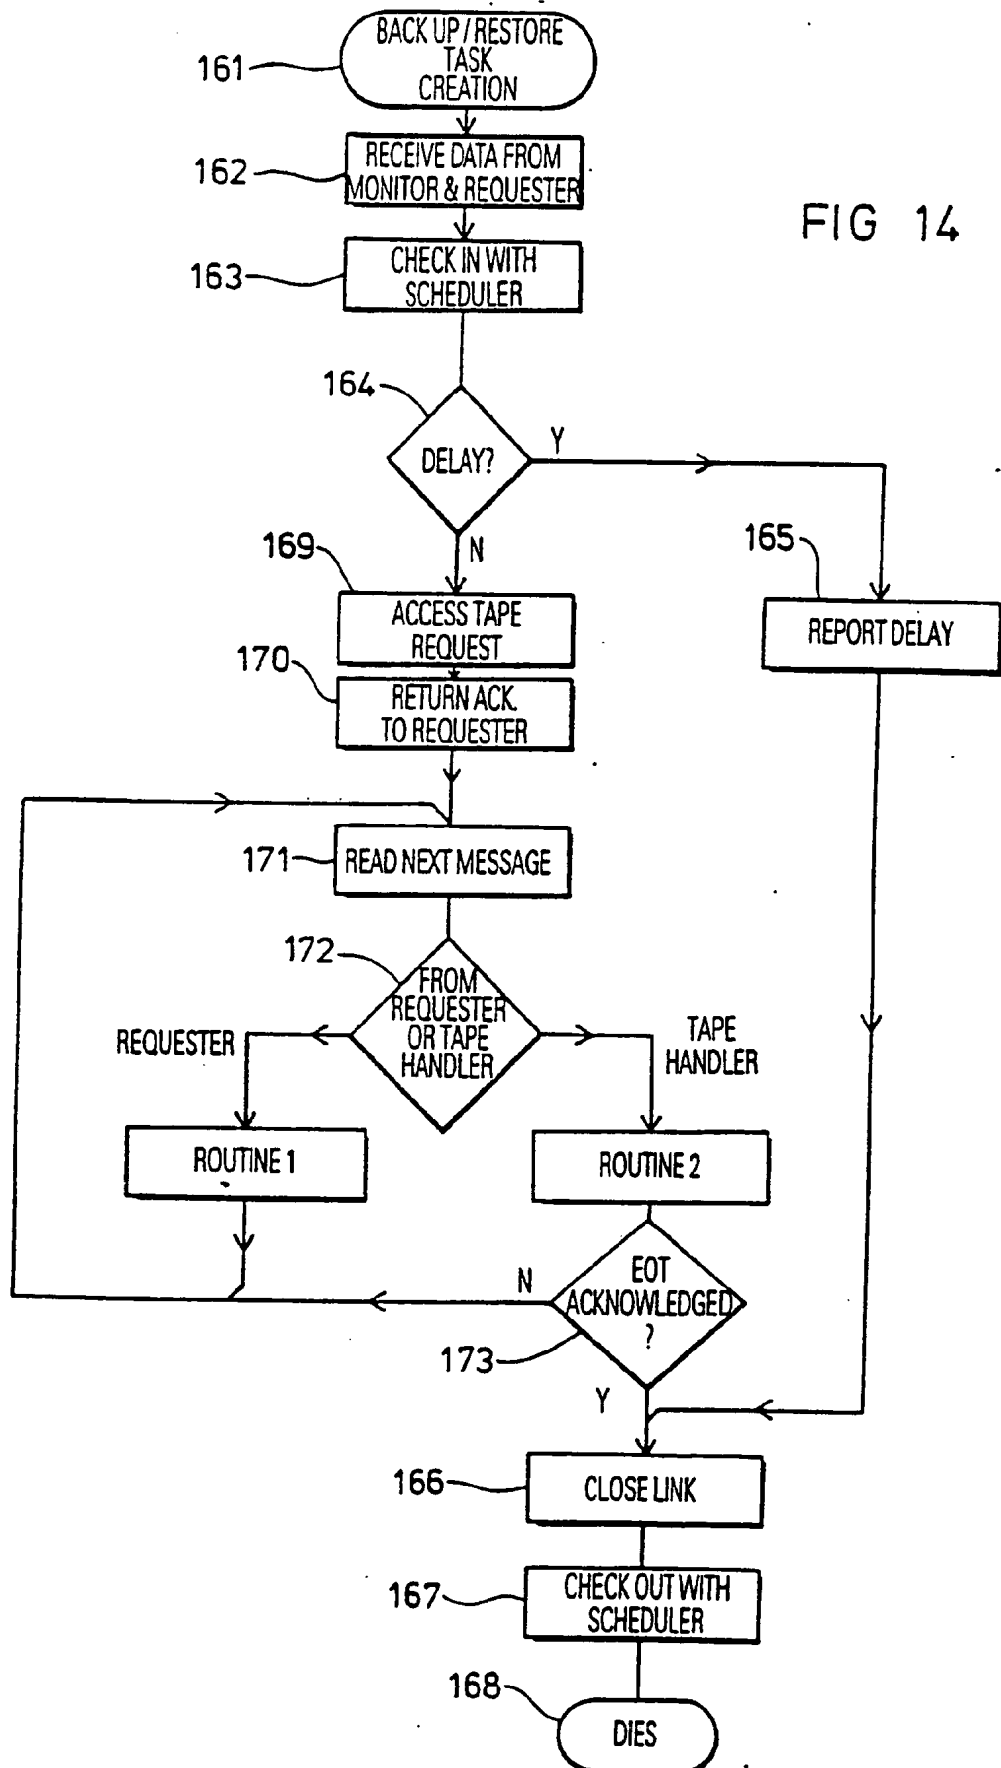 BACK UP / RESTORE
TASK
CREATION
161
162
RECEIVE DATA FROM
MONITOR & REQUESTER
FIG 14
163
CHECK IN WITH
SCHEDULER
164
DELAY?
Y
N
169
ACCESS TAPE
REQUEST
165
REPORT DELAY
170
RETURN ACK.
TO REQUESTER
171
READ NEXT MESSAGE
172
FROM
REQUESTER
OR TAPE
HANDLER
REQUESTER
TAPE
HANDLER
ROUTINE 1
ROUTINE 2
N
EOT
ACKNOWLEDGED
?
173
Y
166
CLOSE LINK
167
CHECK OUT WITH
SCHEDULER
168
DIES